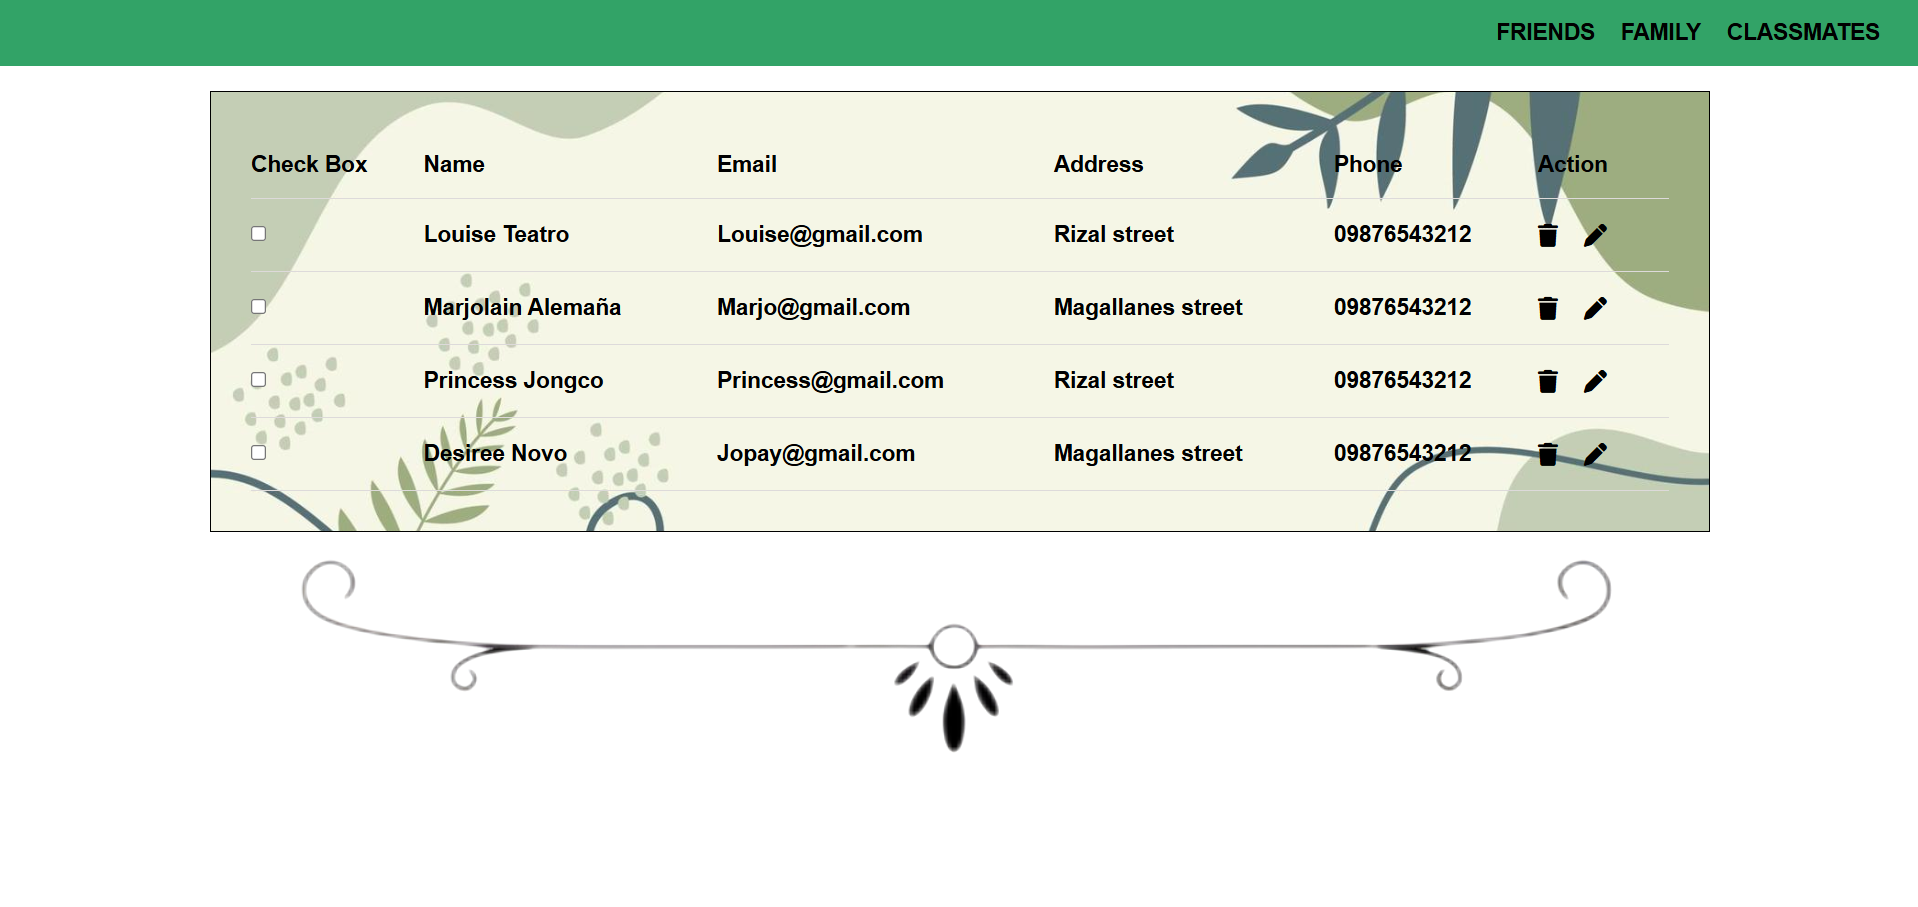 FRIENDS FAMILY CLASSMATES
Check Box Name Email Address Phone Action
Louise Teatro Louise@gmail.com Rizal street 09876543212
Marjolain Alemaña Marjo@gmail.com Magallanes street 09876543212
Princess Jongco Princess@gmail.com Rizal street 09876543212
Desiree Novo Jopay@gmail.com Magallanes street 09876543212